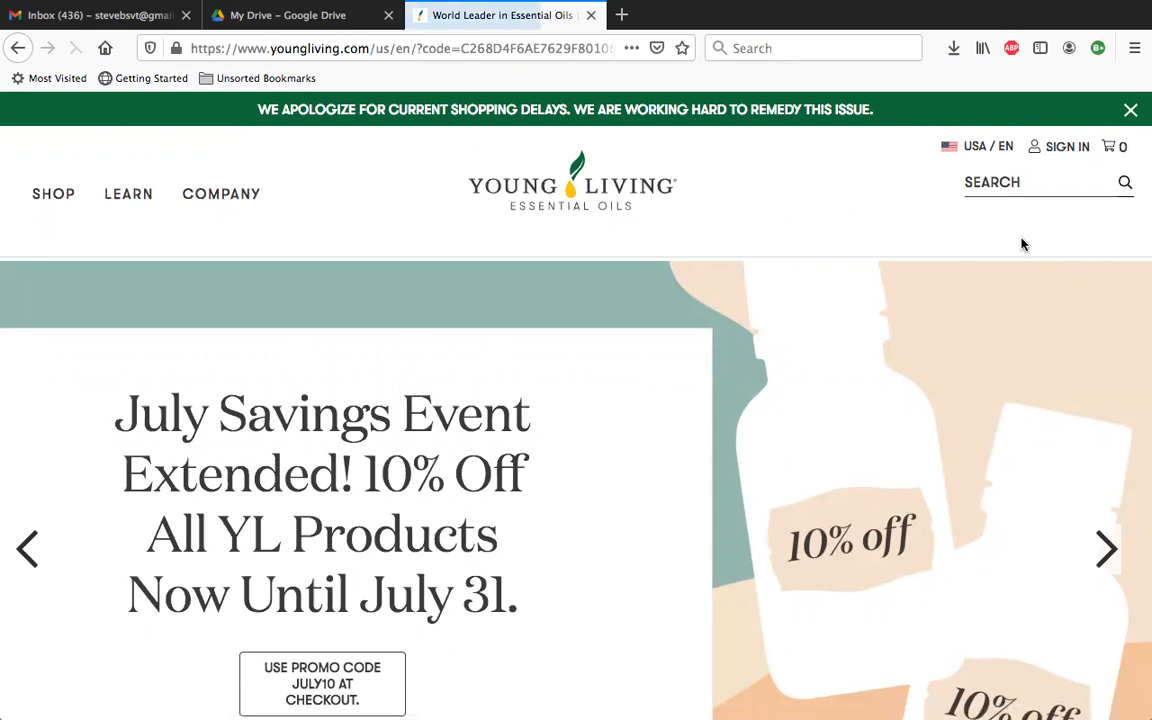 Inbox (436) – stevebsvt@gmai
My Drive – Google Drive
World Leader in Essential Oils
https://www.youngliving.com/us/en/?code=C268D4F6AE7629F80108
Search
ABP
B+
Most Visited
Getting Started
Unsorted Bookmarks
WE APOLOGIZE FOR CURRENT SHOPPING DELAYS. WE ARE WORKING HARD TO REMEDY THIS ISSUE.
USA / EN
SIGN IN
0
SHOP
LEARN
COMPANY
YOUNG LIVING
ESSENTIAL OILS
SEARCH
July Savings Event
Extended! 10% Off
All YL Products
Now Until July 31.
USE PROMO CODE
JULY10 AT
CHECKOUT.
10% off
10% off